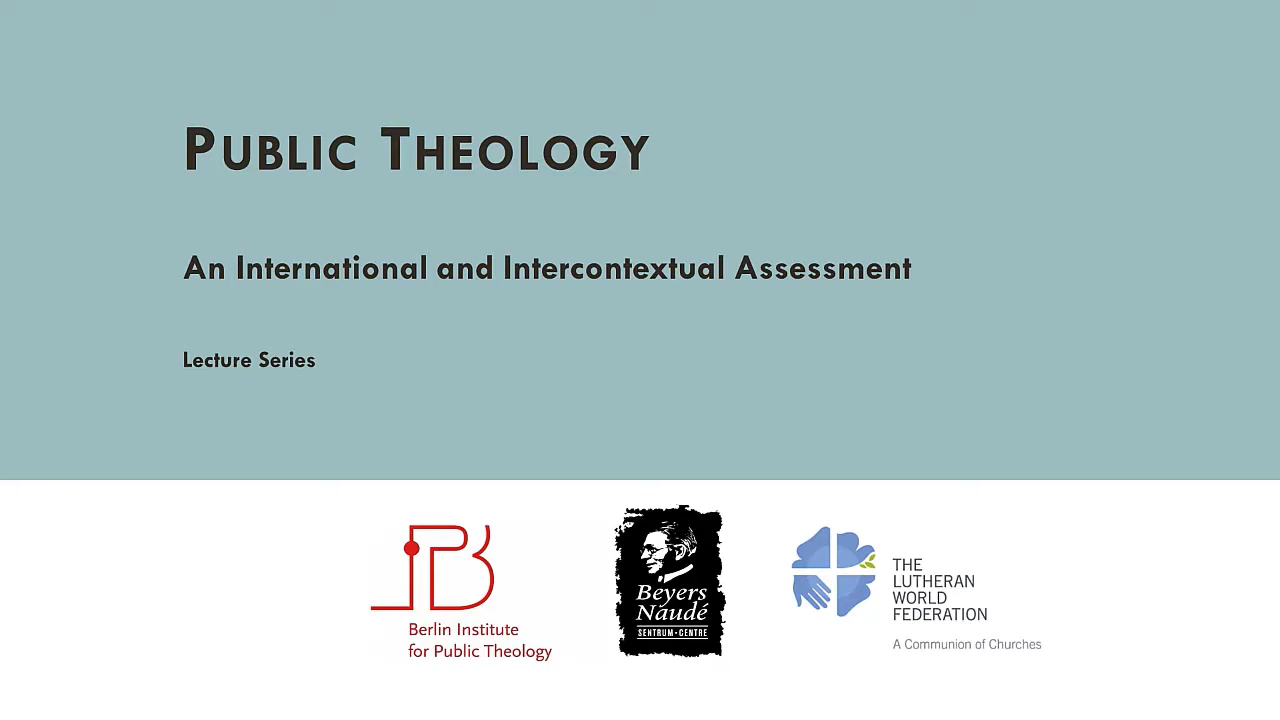 PUBLIC THEOLOGY
An International and Intercontextual Assessment
Lecture Series
Berlin Institute
for Public Theology
Beyers
Naudé
SENTRUM•CENTRE
THE
LUTHERAN
WORLD
FEDERATION
A Communion of Churches